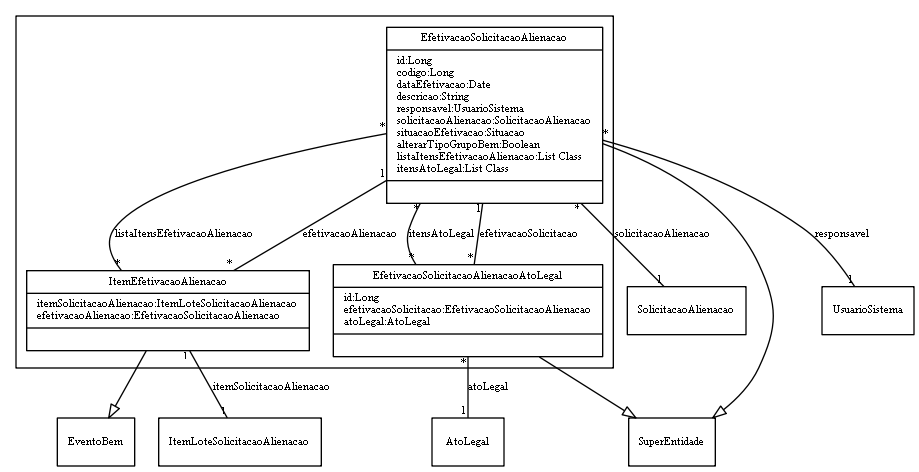 EfetivacaoSolicitacaoAlienacao
id:Long
codigo:Long
dataEfetivacao:Date
descricao:String
responsavel:UsuarioSistema
solicitacaoAlienacao:SolicitacaoAlienacao
situacaoEfetivacao:Situacao
alterarTipoGrupoBem:Boolean
listaItensEfetivacaoAlienacao:List Class
itensAtoLegal:List Class
* *
1
* 1 *
listaItensEfetivacaoAlienacao efetivacaoAlienacao itensAtoLegal efetivacaoSolicitacao solicitacaoAlienacao responsavel
* * * * 1 1
ItemEfetivacaoAlienacao
itemSolicitacaoAlienacao:ItemLoteSolicitacaoAlienacao
efetivacaoAlienacao:EfetivacaoSolicitacaoAlienacao
EfetivacaoSolicitacaoAlienacaoAtoLegal
id:Long
efetivacaoSolicitacao:EfetivacaoSolicitacaoAlienacao
atoLegal:AtoLegal
SolicitacaoAlienacao
UsuarioSistema
1 *
itemSolicitacaoAlienacao atoLegal
1 1
EventoBem
ItemLoteSolicitacaoAlienacao
AtoLegal
SuperEntidade